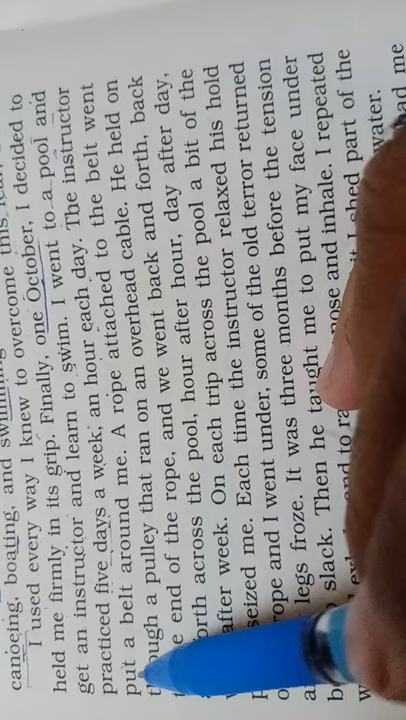 canoeing, boating, and swimming
I used every way I knew to overcome this
held me firmly in its grip. Finally, one October, I decided to
get an instructor and learn to swim. I went to a pool and
practiced five days a week, an hour each day. The instructor
put a belt around me. A rope attached to the belt went
through a pulley that ran on an overhead cable. He held on
end of the rope, and we went back and forth, back
across the pool, hour after hour, day after day,
after week. On each trip across the pool a bit of the
seized me. Each time the instructor relaxed his hold
rope and I went under, some of the old terror returned
legs froze. It was three months before the tension
slack. Then he taught me to put my face under
nose and inhale. I repeated
and to I shed part of the
water.
me